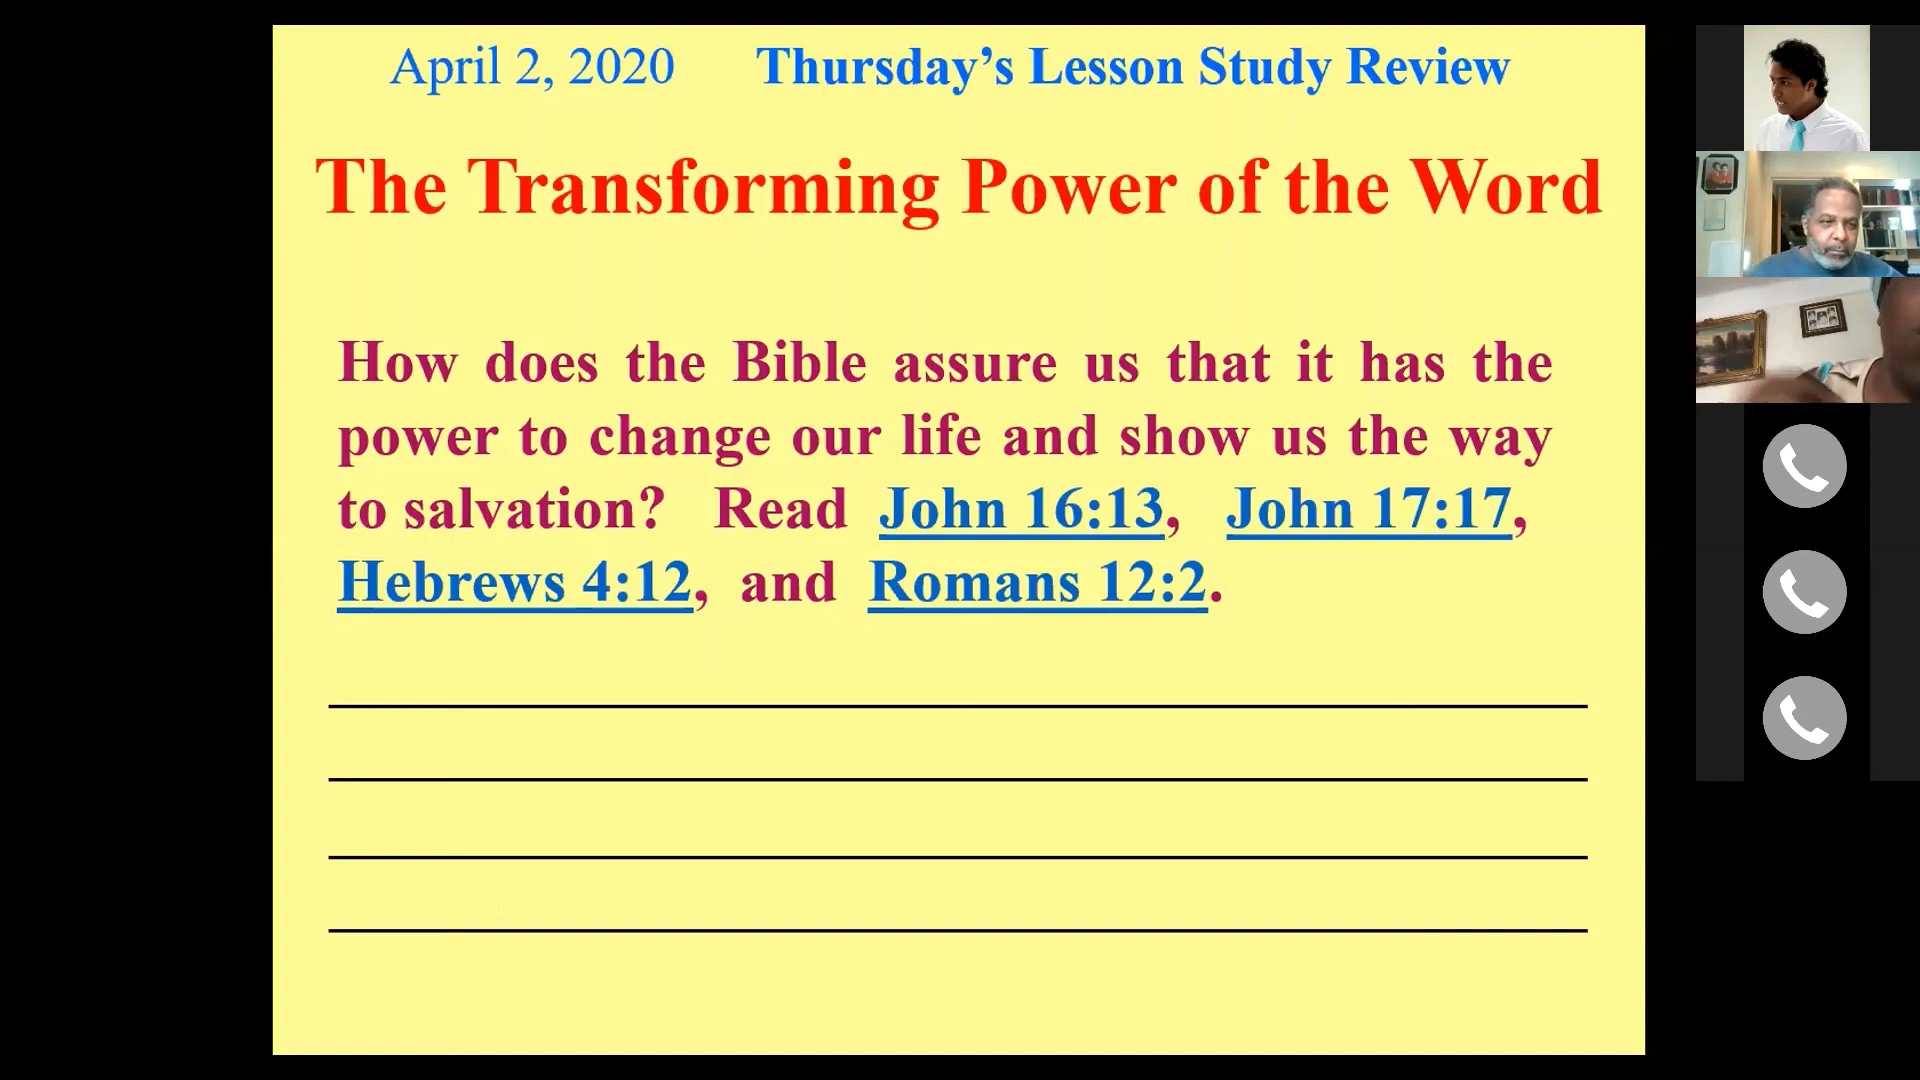 April 2, 2020 Thursday’s Lesson Study Review
The Transforming Power of the Word
How does the Bible assure us that it has the
power to change our life and show us the way
to salvation? Read John 16:13, John 17:17,
Hebrews 4:12, and Romans 12:2.